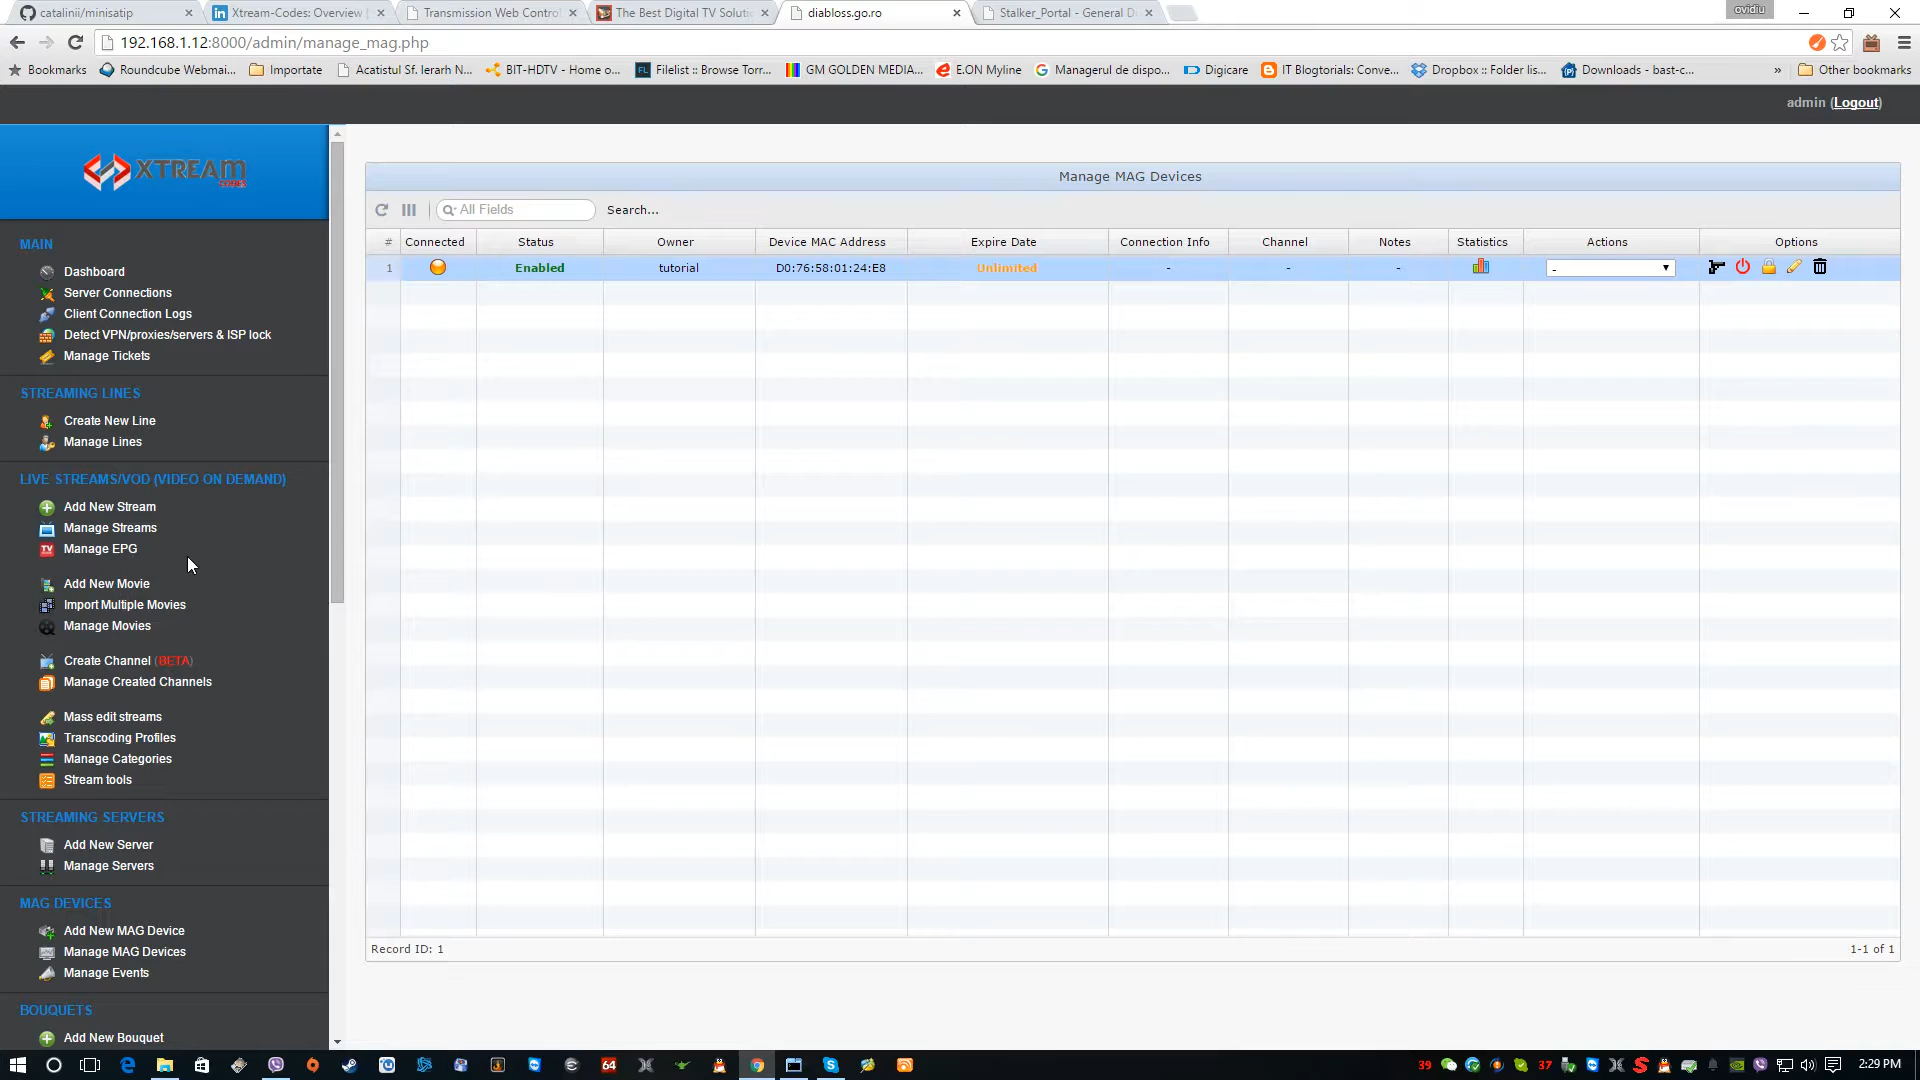 catalinii/minisatip
Xtream-Codes: Overview
Transmission Web Control
The Best Digital TV Soluti
diabloss.go.ro
Stalker_Portal - General D
ovidiu
192.168.1.12:8000/admin/manage_mag.php
Bookmarks
Roundcube Webmai...
Importate
Acatistul Sf. Ierarh N...
BIT-HDTV - Home o...
Filelist :: Browse Torr...
GM GOLDEN MEDIA...
E.ON Myline
Managerul de dispo...
Digicare
IT Blogtorials: Conve...
Dropbox :: Folder lis...
Downloads - bast-c...
»
Other bookmarks
admin (Logout)
XTREAM
CODES
MAIN
Dashboard
Server Connections
Client Connection Logs
Detect VPN/proxies/servers & ISP lock
Manage Tickets
STREAMING LINES
Create New Line
Manage Lines
LIVE STREAMS/VOD (VIDEO ON DEMAND)
Add New Stream
Manage Streams
TV
Manage EPG
Add New Movie
Import Multiple Movies
Manage Movies
Create Channel (BETA)
Manage Created Channels
Mass edit streams
Transcoding Profiles
Manage Categories
Stream tools
STREAMING SERVERS
Add New Server
Manage Servers
MAG DEVICES
Add New MAG Device
Manage MAG Devices
Manage Events
BOUQUETS
Add New Bouquet
Manage MAG Devices
All Fields
Search...
# Connected Status Owner Device MAC Address Expire Date Connection Info Channel Notes Statistics Actions Options
1 Enabled tutorial D0:76:58:01:24:E8 Unlimited - - - -
Record ID: 1
1-1 of 1
64
39
37
2:29 PM